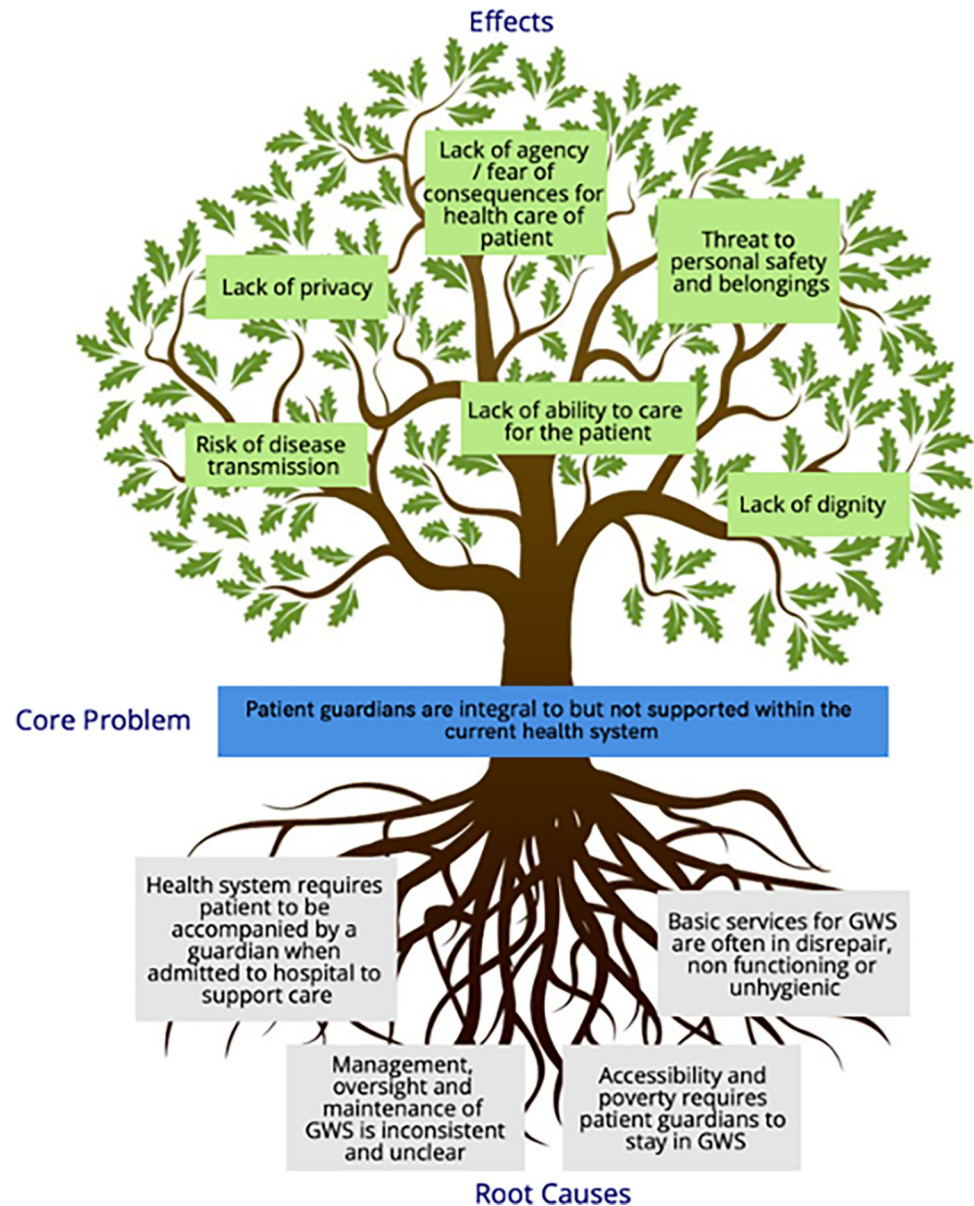 Effects
Lack of agency
/ fear of
consequences for
health care of
patient
Threat to
personal safety
and belongings
Lack of privacy
Lack of ability to care
for the patient
Risk of disease
transmission
Lack of dignity
Core Problem
Patient guardians are integral to but not supported within the
current health system
Health system requires
patient to be
accompanied by a
guardian when
admitted to hospital to
support care
Basic services for GWS
are often in disrepair,
non functioning or
unhygienic
Management,
oversight and
maintenance of
GWS is inconsistent
and unclear
Accessibility and
poverty requires
patient guardians to
stay in GWS
Root Causes